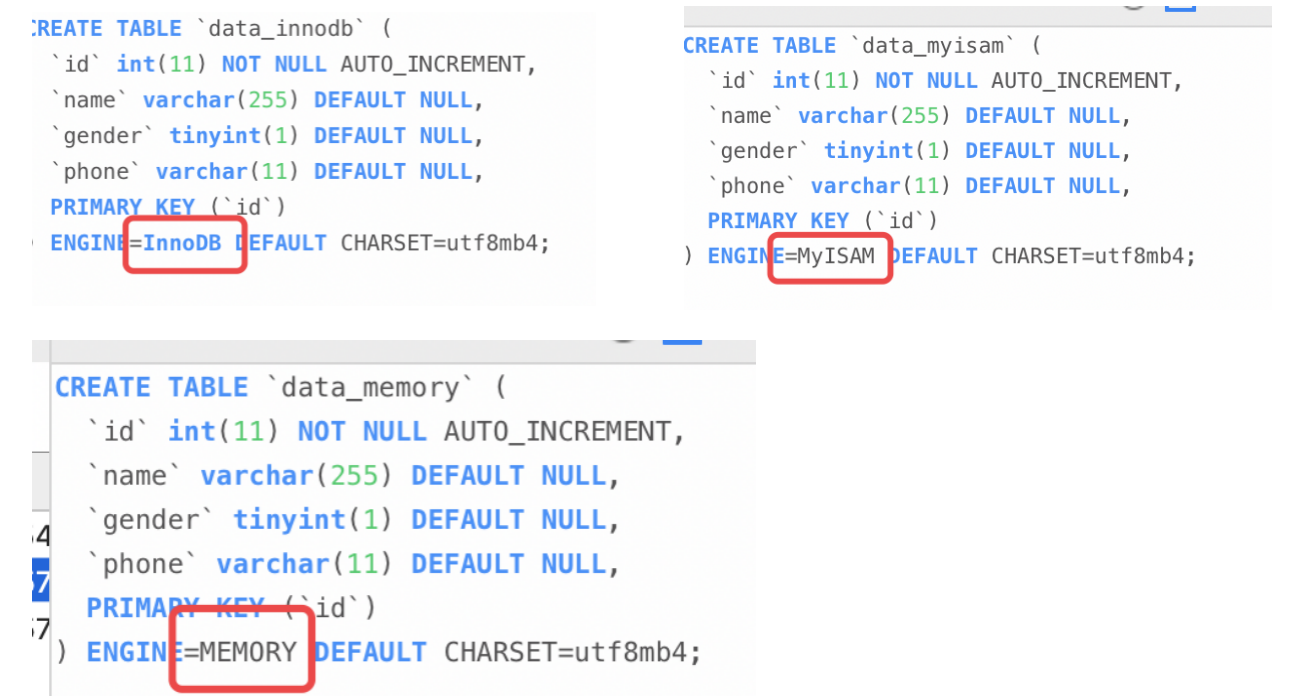 CREATE TABLE `data_innodb` (
`id` int(11) NOT NULL AUTO_INCREMENT,
`name` varchar(255) DEFAULT NULL,
`gender` tinyint(1) DEFAULT NULL,
`phone` varchar(11) DEFAULT NULL,
PRIMARY KEY (`id`)
) ENGINE=InnoDB DEFAULT CHARSET=utf8mb4;
CREATE TABLE `data_myisam` (
`id` int(11) NOT NULL AUTO_INCREMENT,
`name` varchar(255) DEFAULT NULL,
`gender` tinyint(1) DEFAULT NULL,
`phone` varchar(11) DEFAULT NULL,
PRIMARY KEY (`id`)
) ENGINE=MyISAM DEFAULT CHARSET=utf8mb4;
CREATE TABLE `data_memory` (
`id` int(11) NOT NULL AUTO_INCREMENT,
`name` varchar(255) DEFAULT NULL,
`gender` tinyint(1) DEFAULT NULL,
`phone` varchar(11) DEFAULT NULL,
PRIMARY KEY (`id`)
) ENGINE=MEMORY DEFAULT CHARSET=utf8mb4;